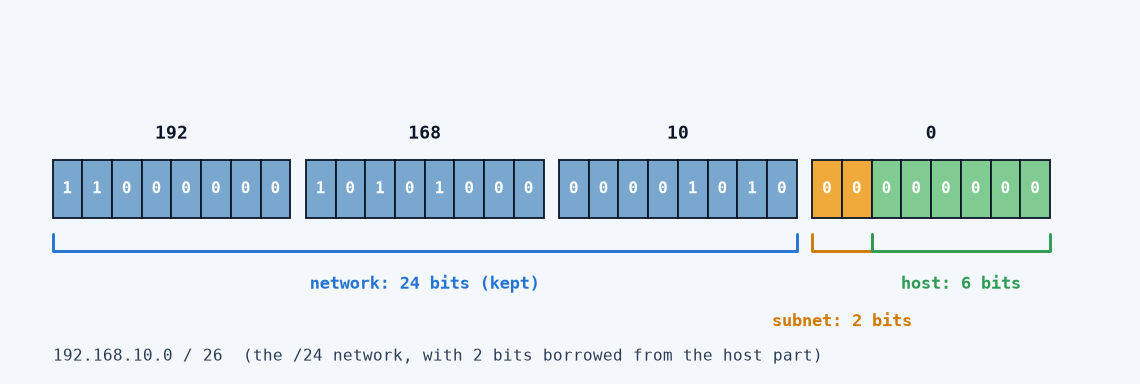 192 168 10 0
1 1 0 0 0 0 0 0 1 0 1 0 1 0 0 0 0 0 0 0 1 0 1 0 0 0 0 0 0 0 0 0
network: 24 bits (kept) host: 6 bits
subnet: 2 bits
192.168.10.0 / 26 (the /24 network, with 2 bits borrowed from the host part)